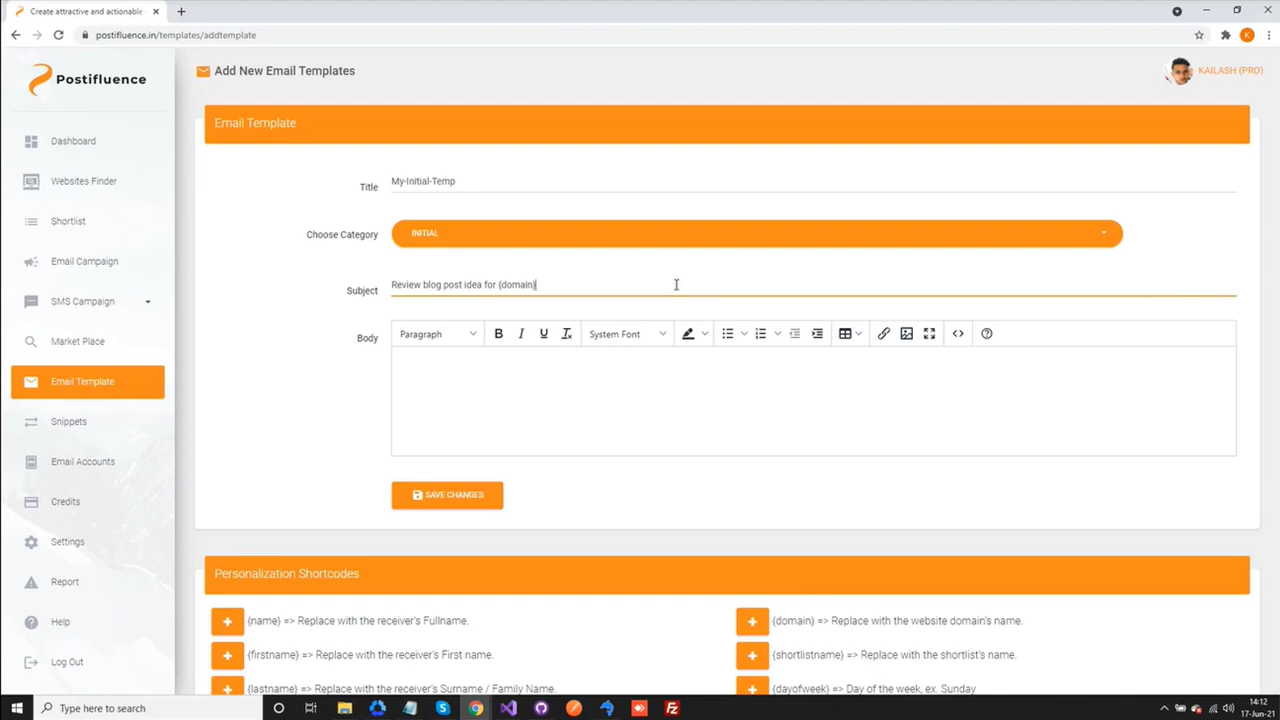 Create attractive and actionable
postifluence.in/templates/addtemplate
K
Postifluence
Add New Email Templates
KAILASH (PRO)
Dashboard
Websites Finder
Shortlist
Email Campaign
SMS Campaign
Market Place
Email Template
Snippets
Email Accounts
Credits
Settings
Report
Help
Log Out
Email Template
Title
My-Initial-Temp
Choose Category
INITIAL
Subject
Review blog post idea for {domain}
Body
Paragraph
B I U
System Font
SAVE CHANGES
Personalization Shortcodes
{name} => Replace with the receiver's Fullname.
{domain} => Replace with the website domain's name.
{firstname} => Replace with the receiver's First name.
{shortlistname} => Replace with the shortlist's name.
{lastname} => Replace with the receiver's Surname / Family Name.
{dayofweek} => Day of the week, ex. Sunday
Type here to search
14:12
17-Jun-21